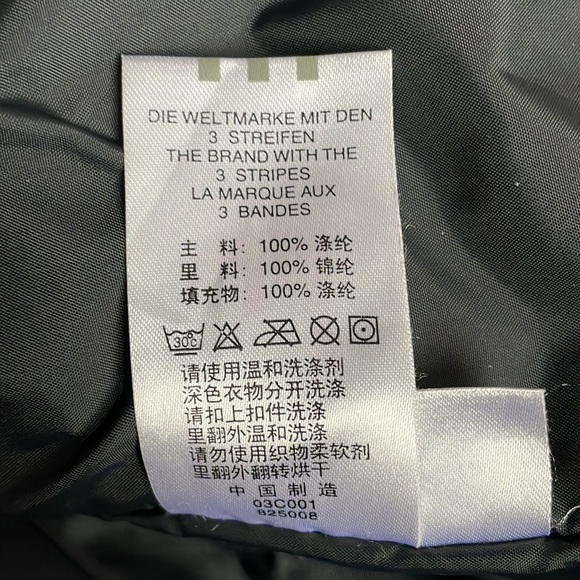 DIE WELTMARKE MIT DEN
3 STREIFEN
THE BRAND WITH THE
3 STRIPES
LA MARQUE AUX
3 BANDES
主 料: 100% 涤纶
里 料: 100% 锦纶
填充物: 100% 涤纶
30°c
请使用温和洗涤剂
深色衣物分开洗涤
请扣上扣件洗涤
里翻外温和洗涤
请勿使用织物柔软剂
里翻外翻转烘干
中国制造
03C001
825008